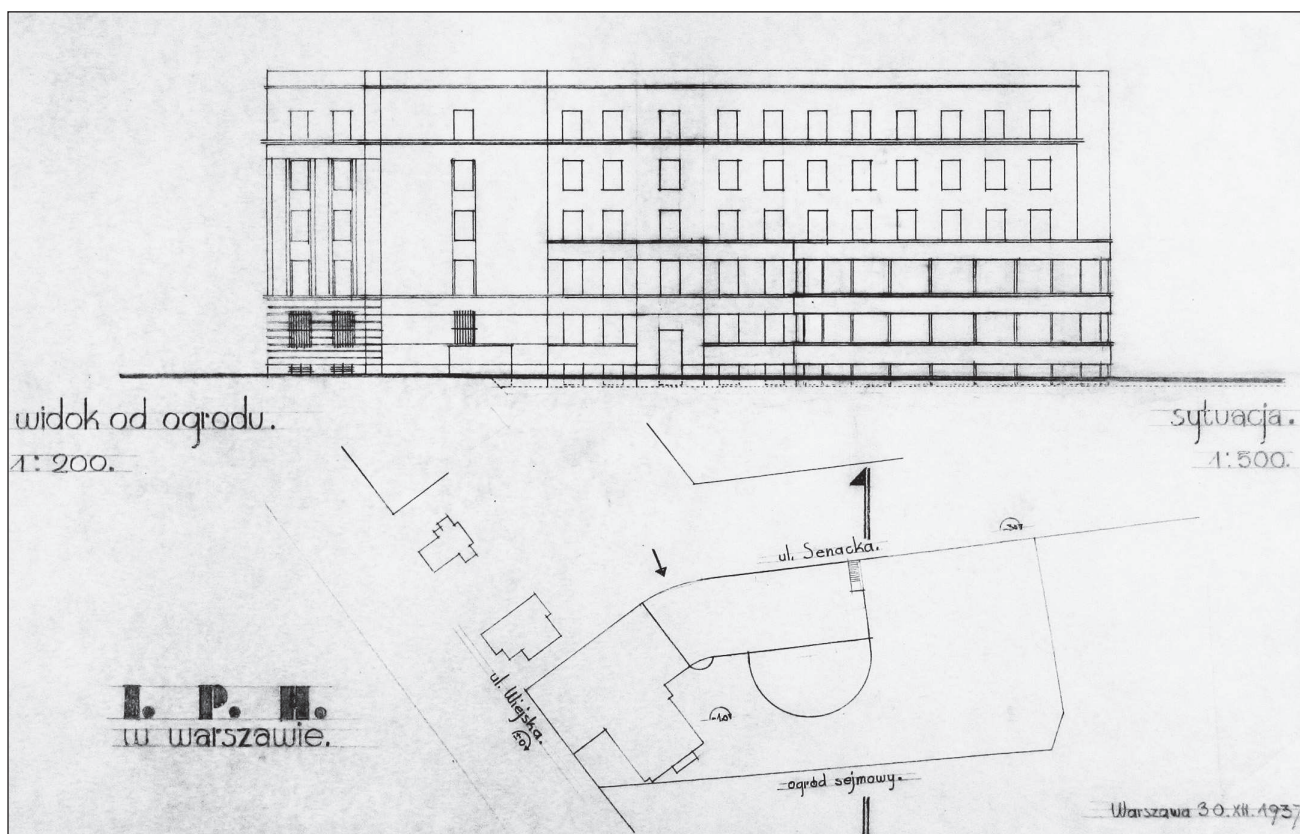 widok od ogrodu.
1:200.
sytuacja.
1:500.
ul. Senacka.
ul. Wiejska.
I. P. H.
w warszawie.
ogród sejmowy.
Warszawa 30.XII.1937